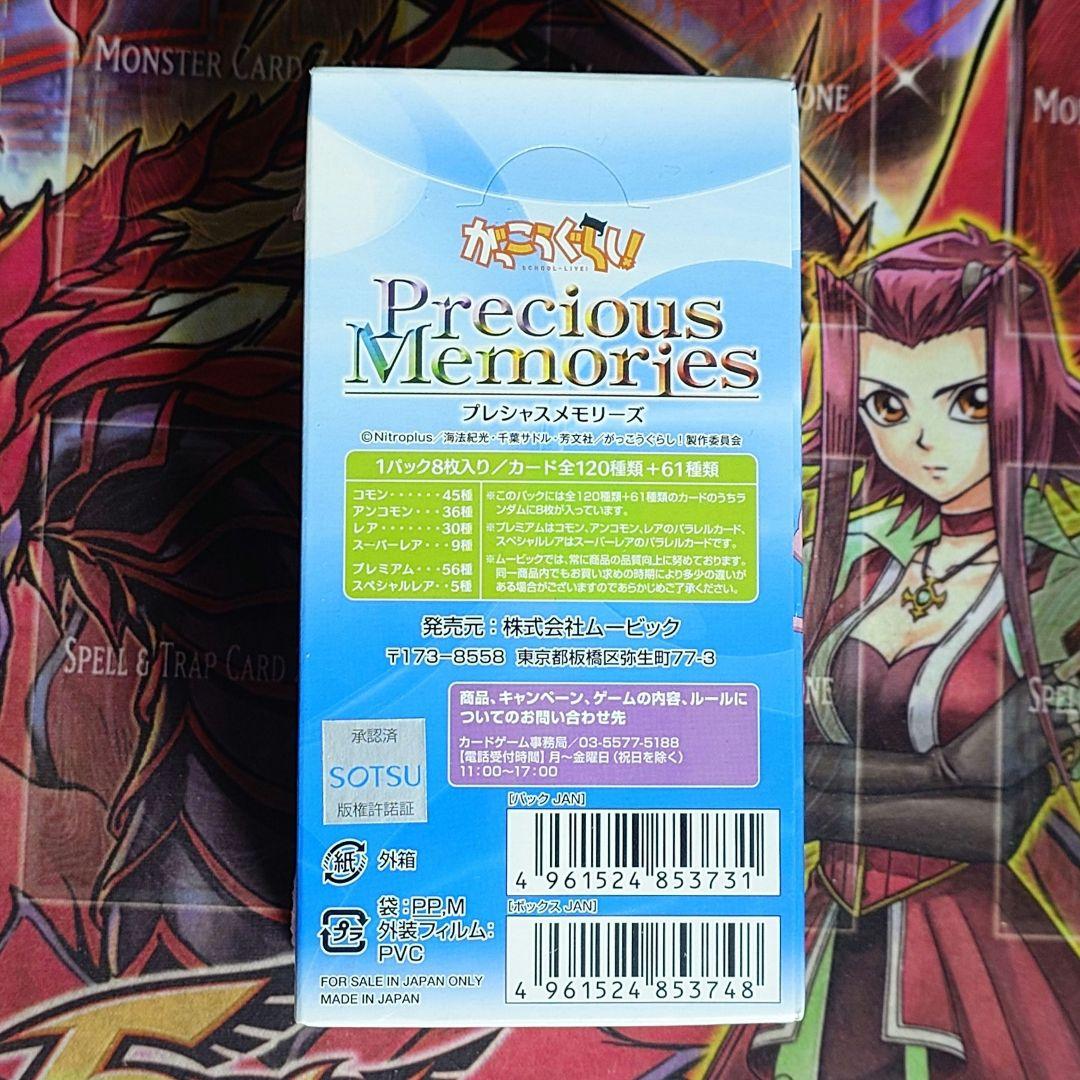 MONSTER CARD ZONE
ONE
MO
がっこうぐらし!
SCHOOL-LIVE!
Precious
Memories
プレシャスメモリーズ
©Nitroplus/海法紀光・千葉サドル・芳文社/がっこうぐらし!製作委員会
1パック8枚入り/カード全120種類+61種類
コモン・・・・・・45種
アンコモン・・・36種
レア・・・・・・・30種
スーパーレア・・・9種
プレミアム・・・56種
スペシャルレア・・5種
※このパックには全120種類+61種類のカードのうちラ
ンダムに8枚が入っています。
※プレミアムはコモン、アンコモン、レアのパラレルカード、
スペシャルレアはスーパーレアのパラレルカードです。
※ムービックでは、常に商品の品質向上に努めております。
同一商品内でもお買い求めの時期により多少の違いが
ある場合がございますのであらかじめご了承ください。
発売元:株式会社ムービック
〒173-8558 東京都板橋区弥生町77-3
SPELL & TRAP CARD
ONE
SPEL
商品、キャンペーン、ゲームの内容、ルールに
ついてのお問い合わせ先
カードゲーム事務局/03-5577-5188
【電話受付時間】月~金曜日(祝日を除く)
11:00~17:00
承認済
SOTSU
版権許諾証
[パック JAN]
4 961524 853731
紙 外箱
[ボックス JAN]
4 961524 853748
プラ
袋:PP,M
外装フィルム:
PVC
FOR SALE IN JAPAN ONLY
MADE IN JAPAN